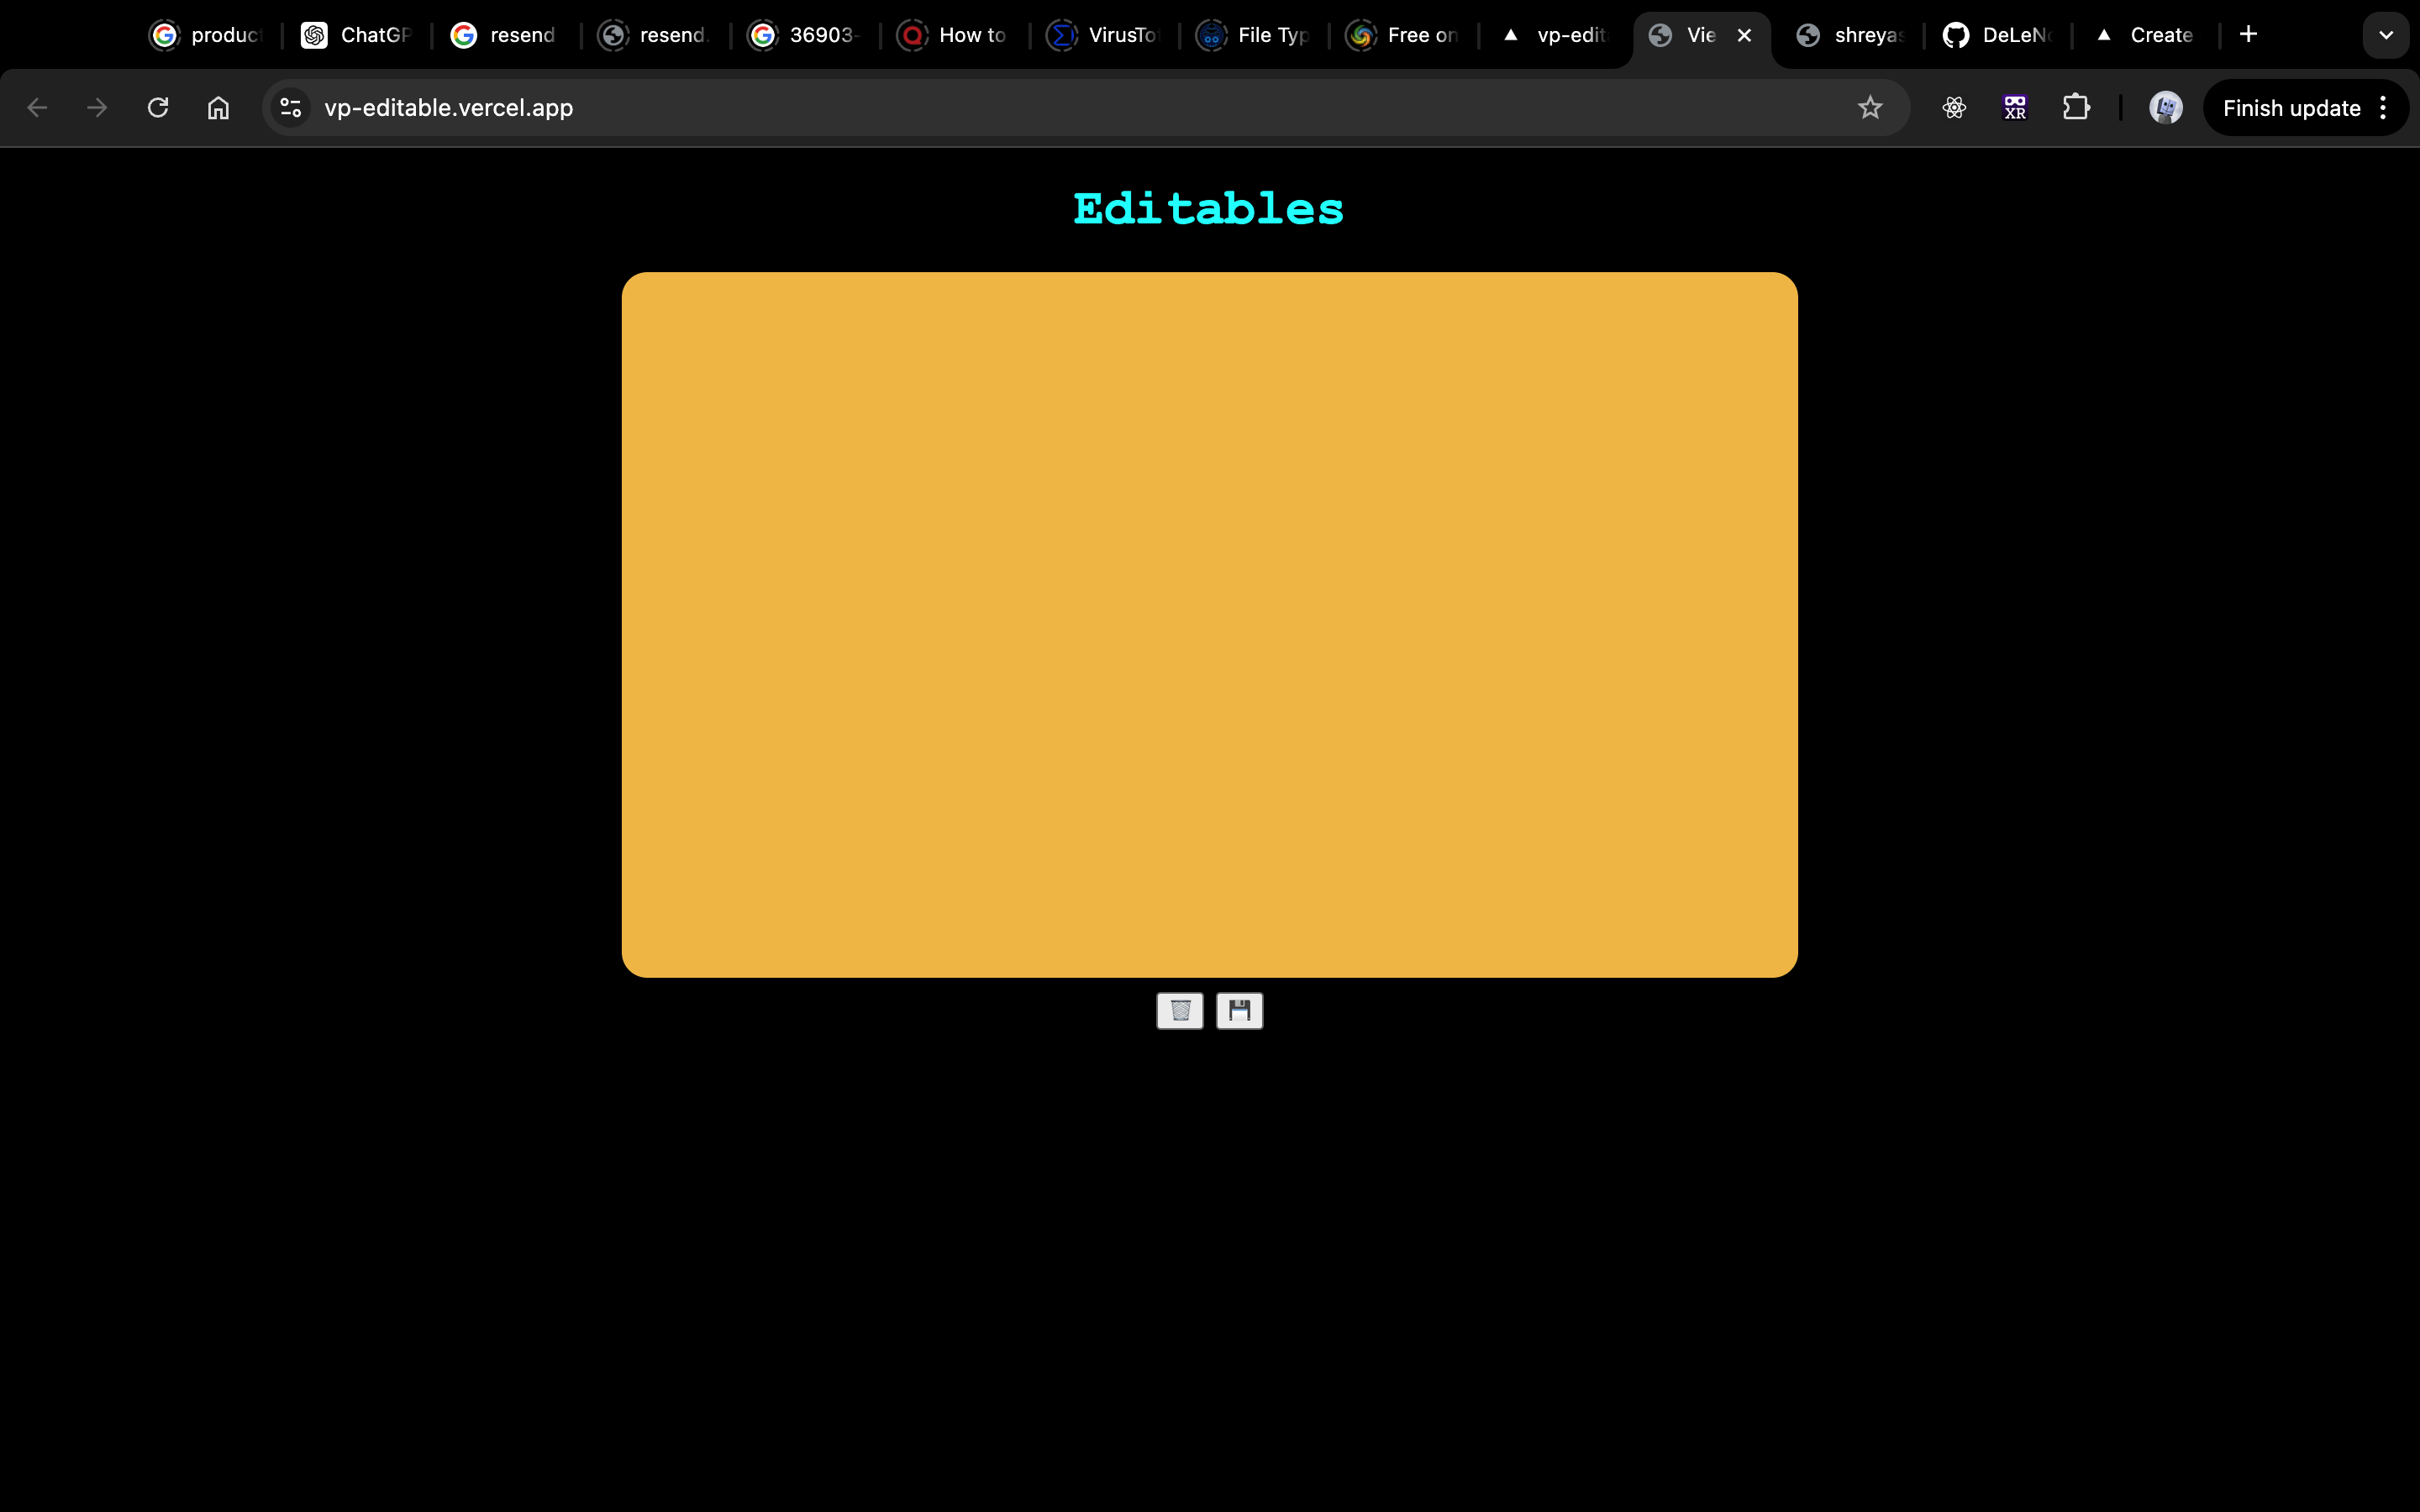 produc ChatGP resend resend. 36903- How to VirusTo File Typ Free on vp-edit Vie shreyas DeLeN Create
vp-editable.vercel.app XR Finish update
Editables